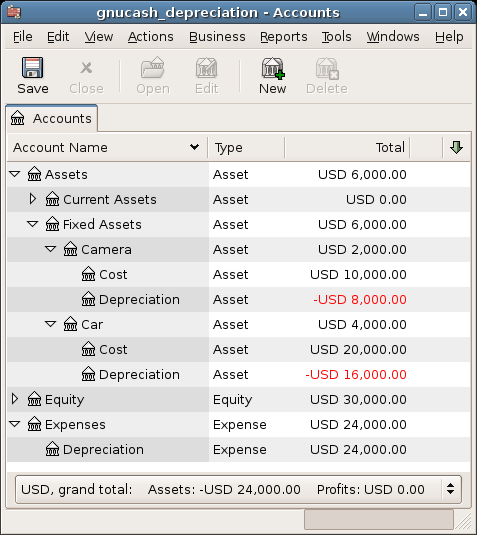 gnucash_depreciation - Accounts
File Edit View Actions Business Reports Tools Windows Help
Save Close Open Edit New Delete
Accounts
Account Name Type Total
Assets Asset USD 6,000.00
Current Assets Asset USD 0.00
Fixed Assets Asset USD 6,000.00
Camera Asset USD 2,000.00
Cost Asset USD 10,000.00
Depreciation Asset -USD 8,000.00
Car Asset USD 4,000.00
Cost Asset USD 20,000.00
Depreciation Asset -USD 16,000.00
Equity Equity USD 30,000.00
Expenses Expense USD 24,000.00
Depreciation Expense USD 24,000.00
USD, grand total: Assets: -USD 24,000.00 Profits: USD 0.00